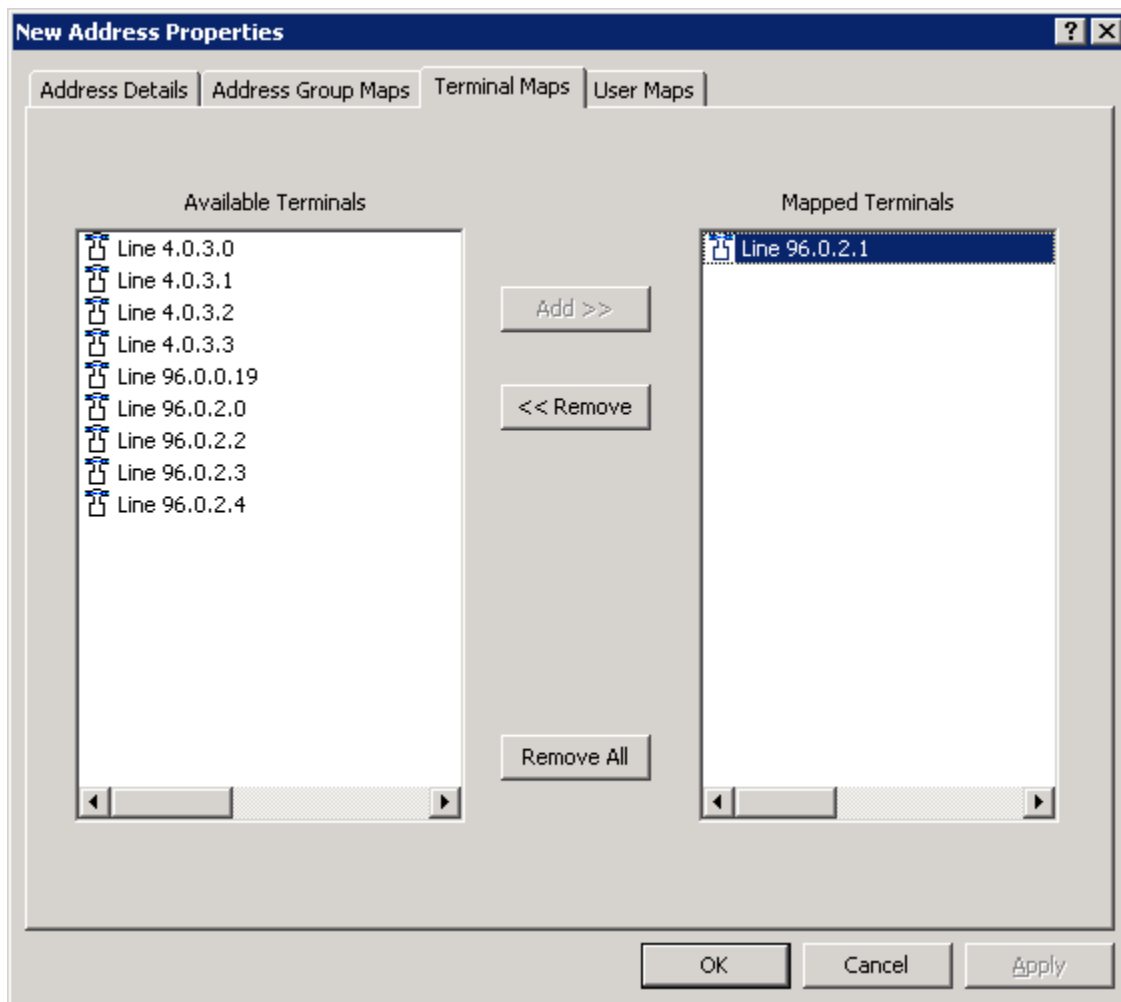 New Address Properties
Address Details
Address Group Maps
Terminal Maps
User Maps
Available Terminals
Line 4.0.3.0
Line 4.0.3.1
Line 4.0.3.2
Line 4.0.3.3
Line 96.0.0.19
Line 96.0.2.0
Line 96.0.2.2
Line 96.0.2.3
Line 96.0.2.4
Add >>
<< Remove
Remove All
Mapped Terminals
Line 96.0.2.1
OK
Cancel
Apply